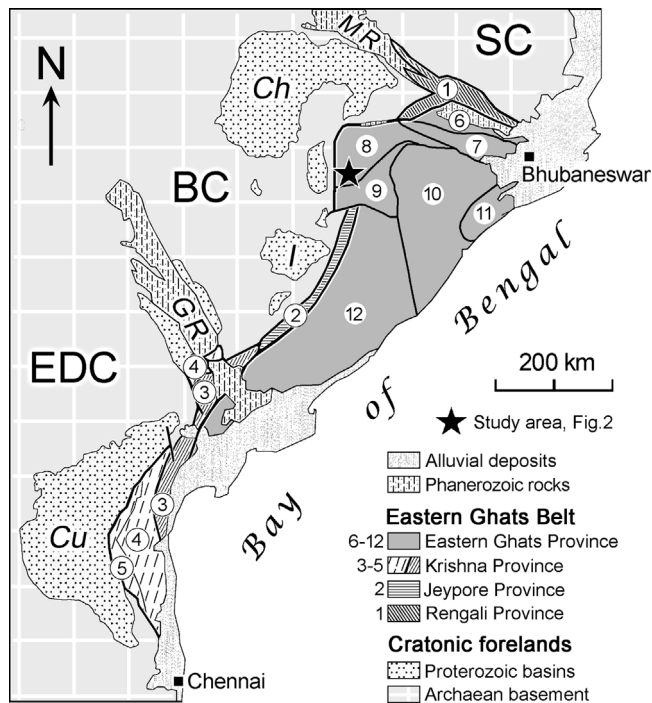 SC
MR
N
Ch
1
6
8
7
Bhubaneswar
BC
9
10
11
I
2
12
GR
EDC
4
3
Bay of Bengal
200 km
Study area, Fig.2
Alluvial deposits
Phanerozoic rocks
Eastern Ghats Belt
6-12 Eastern Ghats Province
3-5 Krishna Province
2 Jeypore Province
1 Rengali Province
Cratonic forelands
Proterozoic basins
Archaean basement
3
Cu
4
5
Chennai